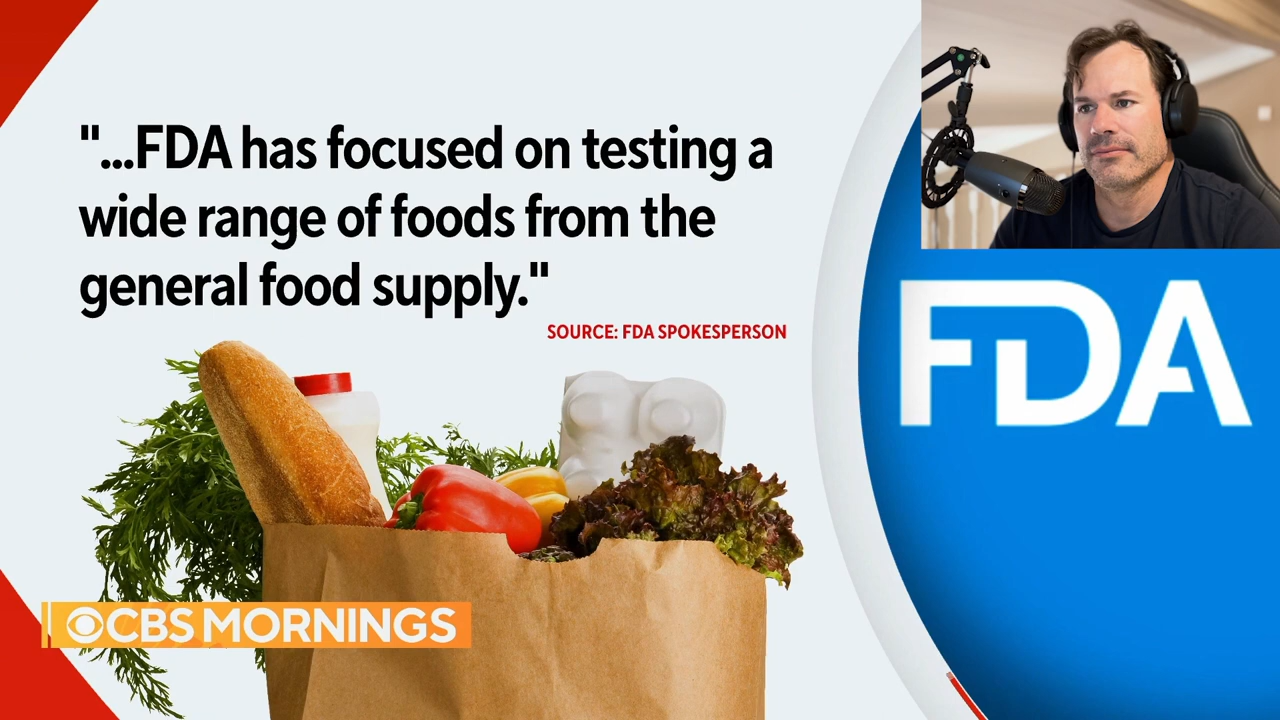 "...FDA has focused on testing a
wide range of foods from the
general food supply."
SOURCE: FDA SPOKESPERSON
FDA
CBS MORNINGS